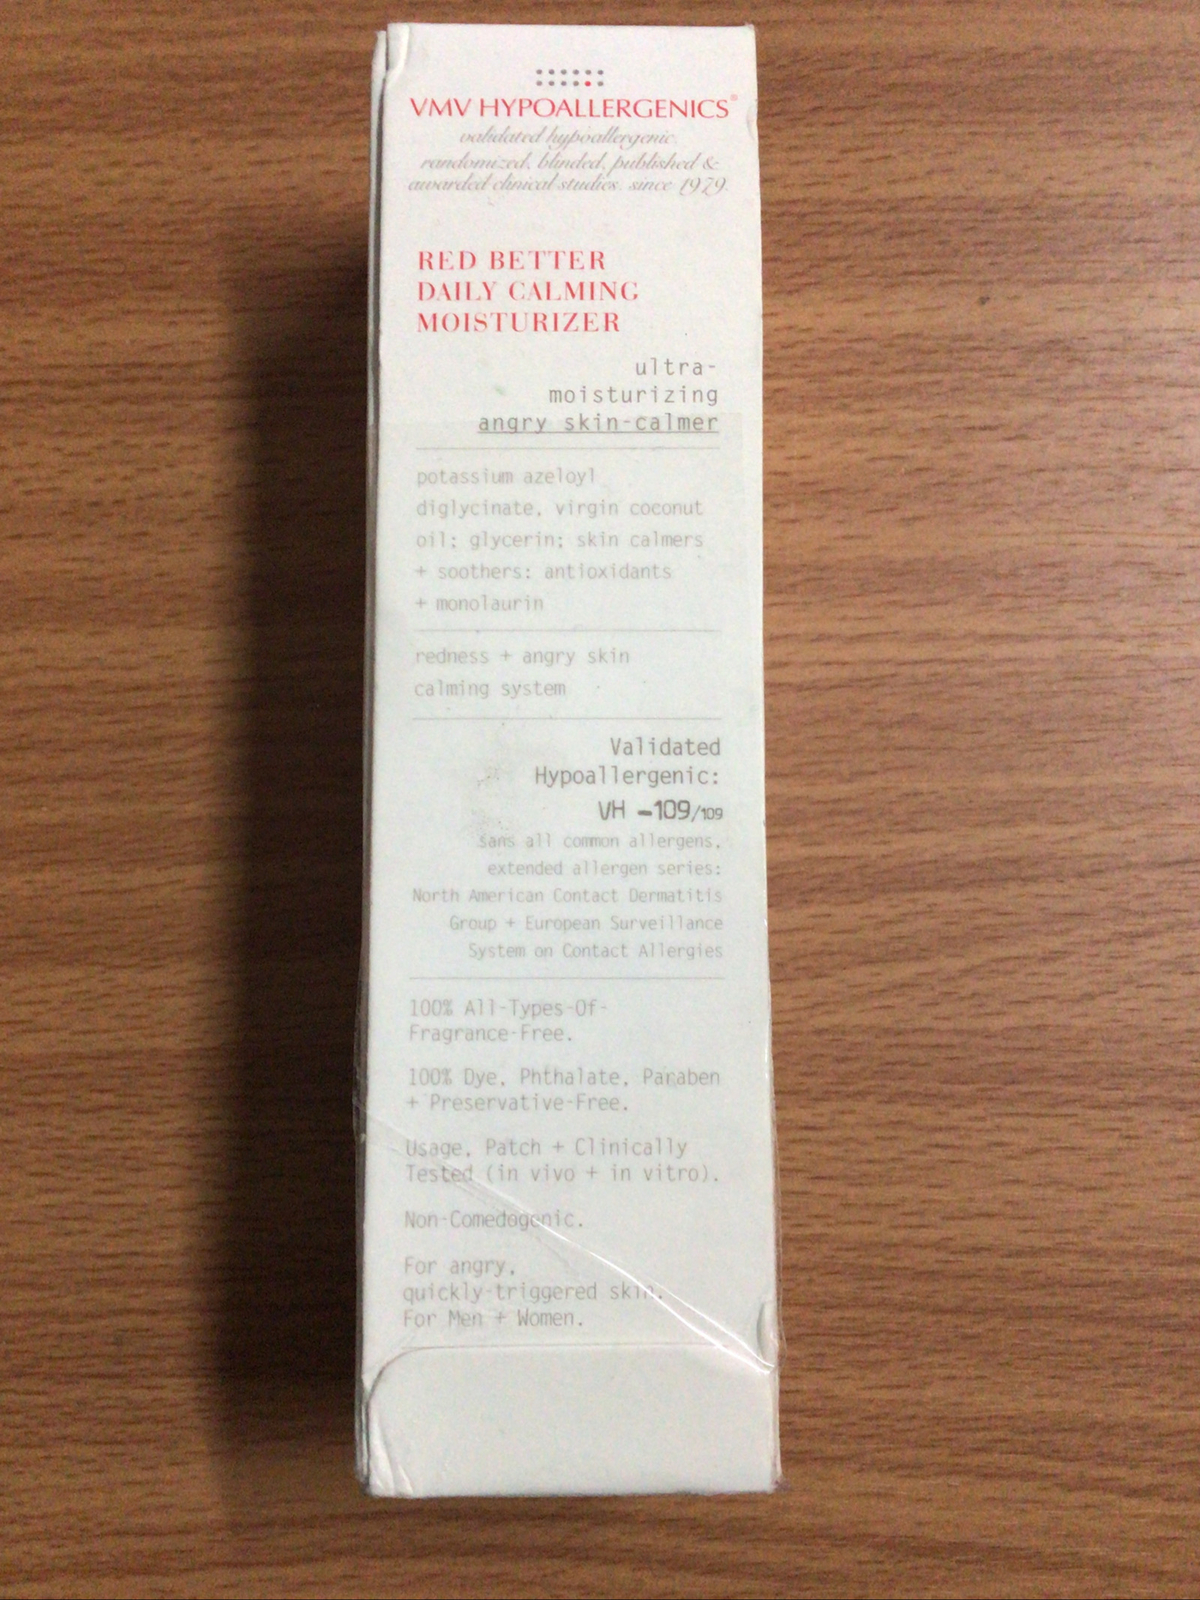 VMV HYPOALLERGENICS®
validated hypoallergenic.
randomized, blinded, published &
awarded clinical studies. since 1979.
RED BETTER
DAILY CALMING
MOISTURIZER
ultra-
moisturizing
angry skin-calmer
potassium azeloyl
diglycinate, virgin coconut
oil; glycerin; skin calmers
+ soothers: antioxidants
+ monolaurin
redness + angry skin
calming system
Validated
Hypoallergenic:
VH -109/109
sans all common allergens,
extended allergen series:
North American Contact Dermatitis
Group + European Surveillance
System on Contact Allergies
100% All-Types-Of-
Fragrance-Free.
100% Dye, Phthalate, Paraben
+ Preservative-Free.
Usage, Patch + Clinically
Tested (in vivo + in vitro).
Non-Comedogenic.
For angry,
quickly-triggered skin.
For Men + Women.